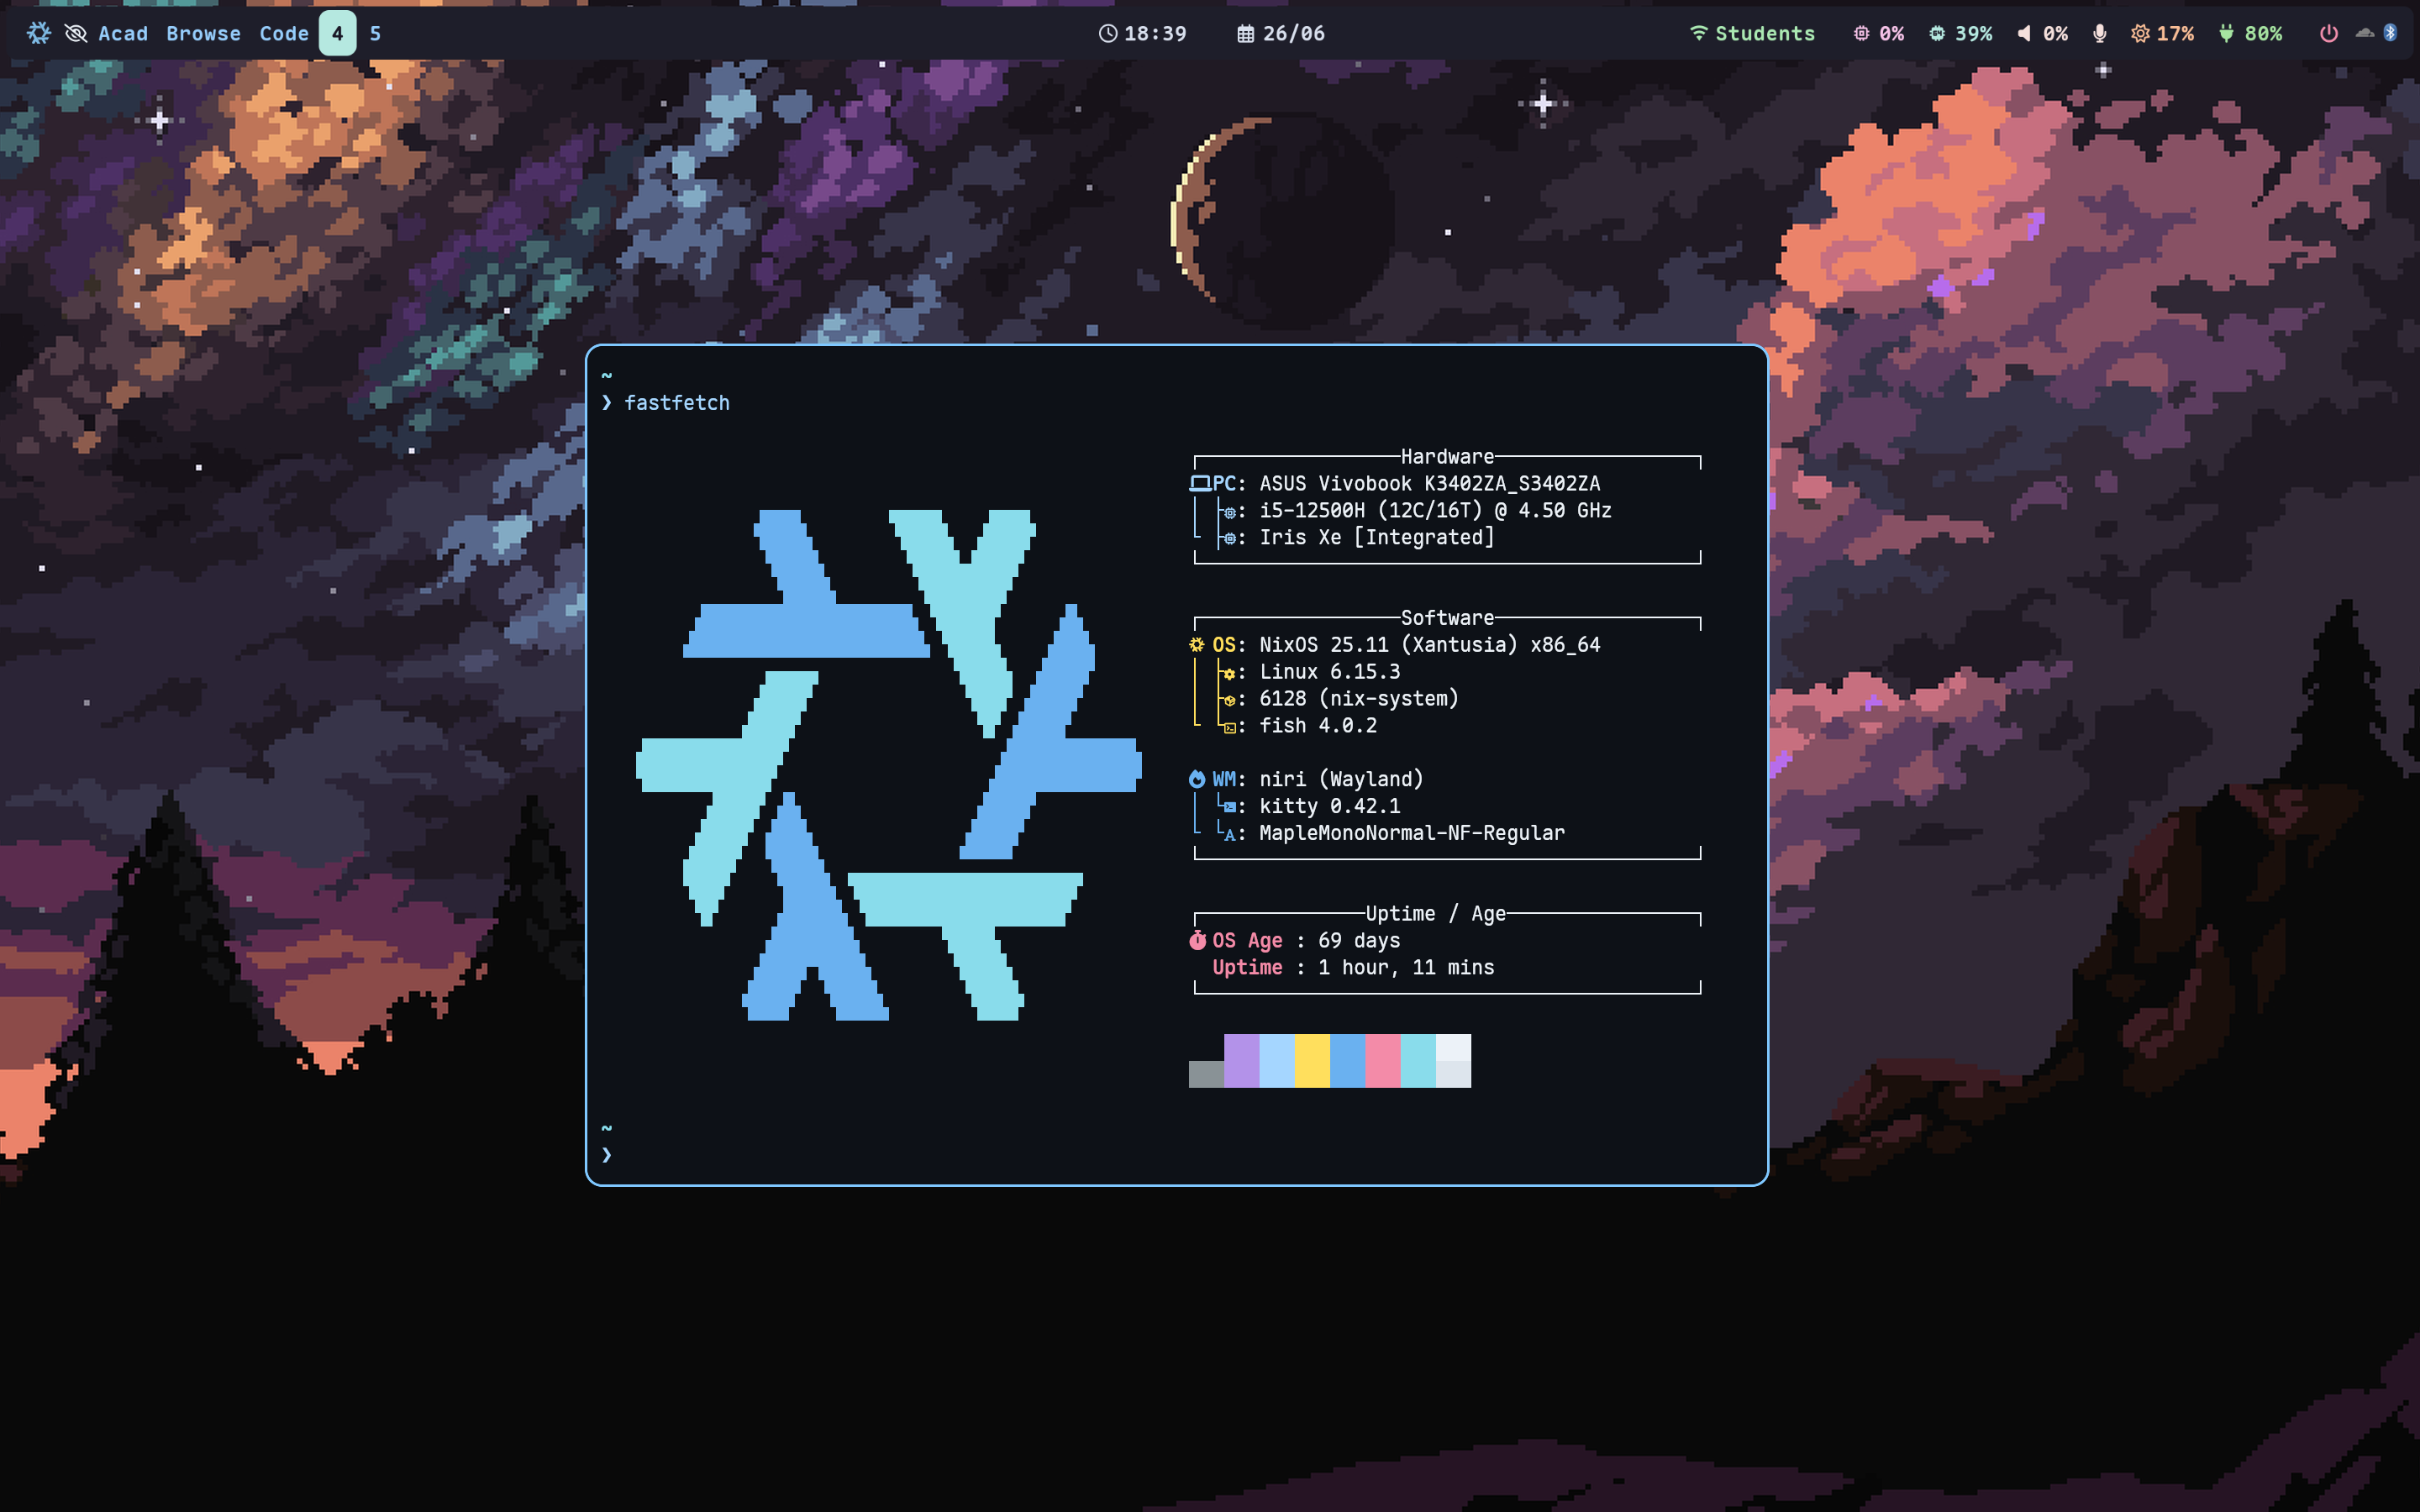 Acad Browse Code 4 5 18:39 26/06 Students 0% 39% 0% 17% 80%
~
❯ fastfetch
Hardware
PC: ASUS Vivobook K3402ZA_S3402ZA
: i5-12500H (12C/16T) @ 4.50 GHz
: Iris Xe [Integrated]
Software
OS: NixOS 25.11 (Xantusia) x86_64
: Linux 6.15.3
: 6128 (nix-system)
: fish 4.0.2
WM: niri (Wayland)
: kitty 0.42.1
: MapleMonoNormal-NF-Regular
Uptime / Age
OS Age : 69 days
Uptime : 1 hour, 11 mins
~
❯